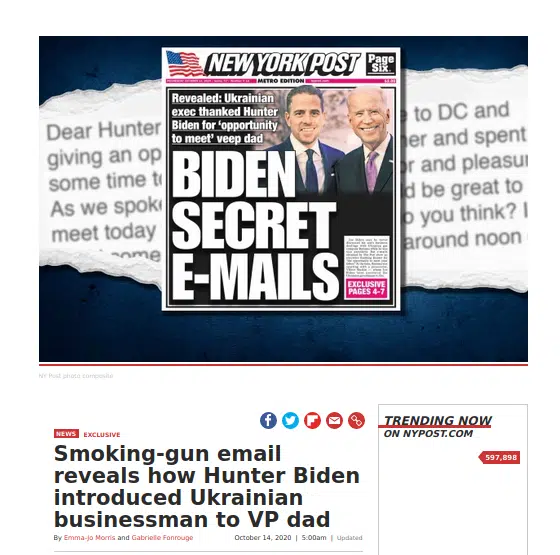 NEW YORK POST
Page
Six
METRO EDITION
Revealed: Ukrainian
exec thanked Hunter
Biden for ‘opportunity
to meet’ veep dad
BIDEN
SECRET
E-MAILS
EXCLUSIVE
PAGES 4-7
Dear Hunter
giving an op
some time t
As we spok
meet today
to DC and
er and spent
r and pleasur
d be great to
o you think? I
around noon
NY Post photo composite
NEWS EXCLUSIVE
Smoking-gun email
reveals how Hunter Biden
introduced Ukrainian
businessman to VP dad
By Emma-Jo Morris and Gabrielle Fonrouge
October 14, 2020 | 5:00am | Updated
TRENDING NOW
ON NYPOST.COM
597,898